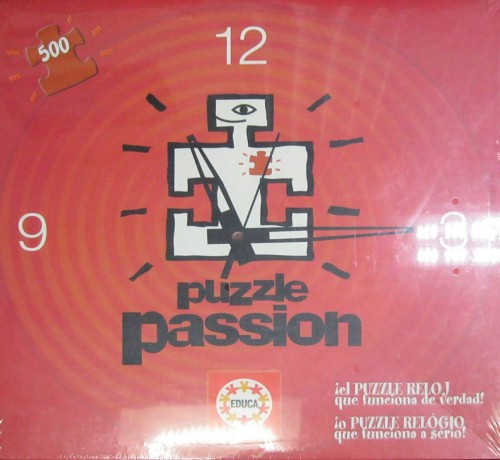 500
12
9
3
puzzle
passion
EDUCA
¡el PUZZLE RELOJ
que funciona de verdad!
¡o PUZZLE RELÓGIO
que funciona a sério!